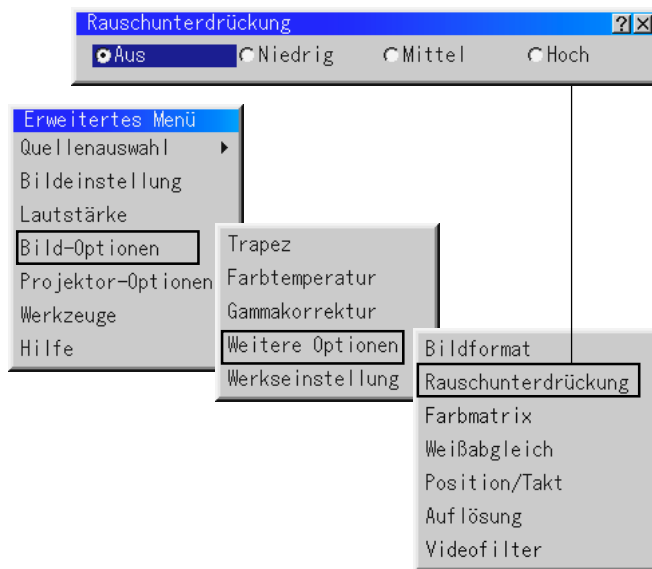 Rauschunterdrückung
Aus Niedrig Mittel Hoch
Erweitertes Menü
Quellenauswahl
Bildeinstellung
Lautstärke
Bild-Optionen
Projektor-Optionen
Werkzeuge
Hilfe
Trapez
Farbtemperatur
Gammakorrektur
Weitere Optionen
Werkseinstellung
Bildformat
Rauschunterdrückung
Farbmatrix
Weißabgleich
Position/Takt
Auflösung
Videofilter